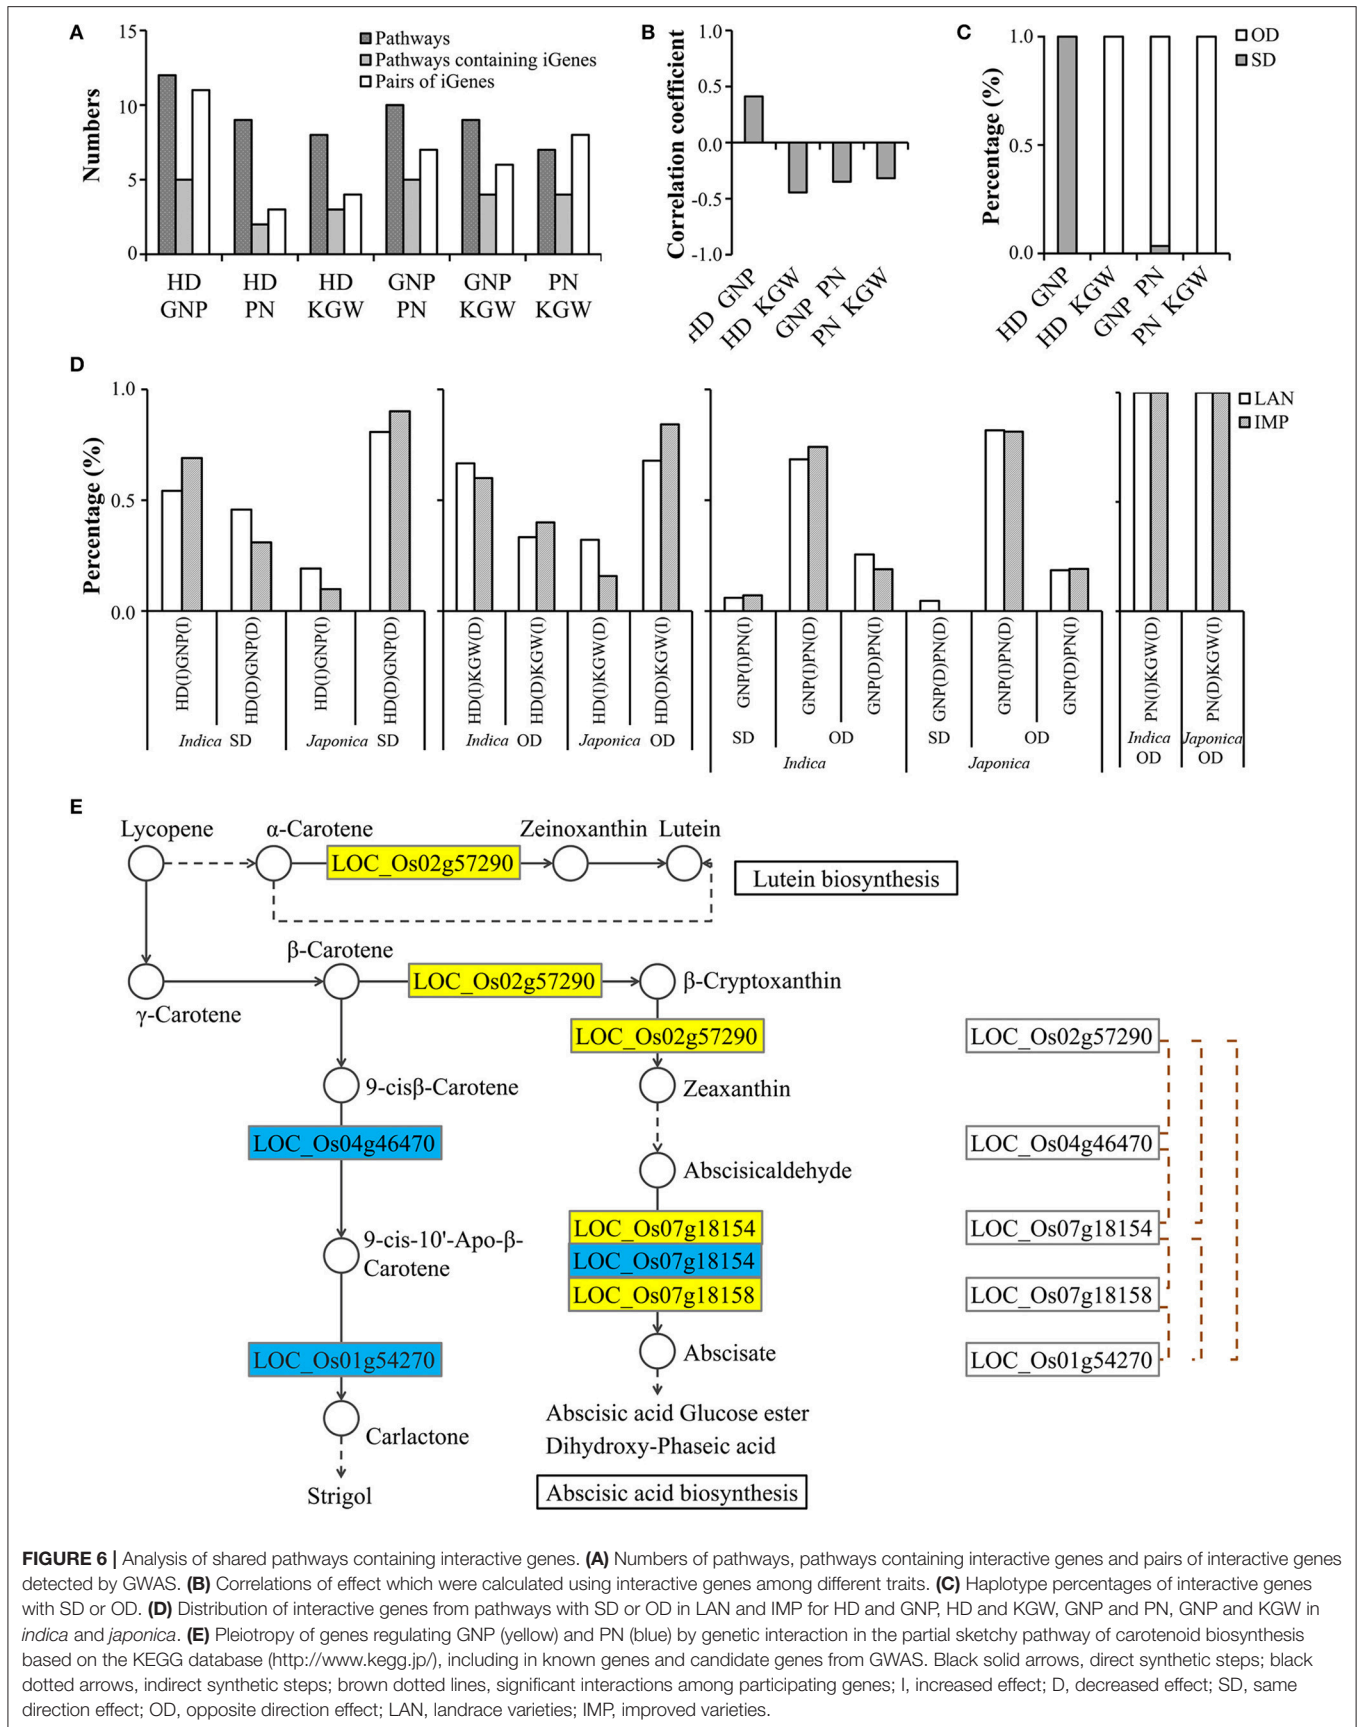 A
15
10
5
0
Numbers
Pathways
Pathways containing iGenes
Pairs of iGenes
HD GNP
HD PN
HD KGW
GNP PN
GNP KGW
PN KGW
B
1.0
0.5
0.0
-0.5
-1.0
Correlation coefficient
HD GNP
HD KGW
GNP PN
PN KGW
C
1.0
0.5
0.0
Percentage (%)
OD
SD
HD GNP
HD KGW
GNP PN
PN KGW
D
1.0
0.5
0.0
Percentage (%)
LAN
IMP
HD(I)GNP(I)
HD(D)GNP(D)
HD(I)GNP(I)
HD(D)GNP(D)
Indica SD
Japonica SD
HD(I)KGW(D)
HD(D)KGW(I)
HD(I)KGW(D)
HD(D)KGW(I)
Indica OD
Japonica OD
GNP(I)PN(I)
GNP(I)PN(D)
GNP(D)PN(I)
GNP(D)PN(D)
GNP(I)PN(D)
GNP(D)PN(I)
SD
OD
SD
OD
Indica
Japonica
PN(I)KGW(D)
PN(D)KGW(I)
Indica OD
Japonica OD
E
Lycopene
α-Carotene
Zeinoxanthin
Lutein
LOC_Os02g57290
Lutein biosynthesis
β-Carotene
LOC_Os02g57290
β-Cryptoxanthin
γ-Carotene
LOC_Os02g57290
LOC_Os02g57290
9-cisβ-Carotene
Zeaxanthin
LOC_Os04g46470
LOC_Os04g46470
Abscisicaldehyde
9-cis-10'-Apo-β-
Carotene
LOC_Os07g18154
LOC_Os07g18154
LOC_Os07g18158
LOC_Os07g18154
LOC_Os07g18158
LOC_Os01g54270
Abscisate
LOC_Os01g54270
Carlactone
Abscisic acid Glucose ester
Dihydroxy-Phaseic acid
Strigol
Abscisic acid biosynthesis
FIGURE 6 | Analysis of shared pathways containing interactive genes. (A) Numbers of pathways, pathways containing interactive genes and pairs of interactive genes
detected by GWAS. (B) Correlations of effect which were calculated using interactive genes among different traits. (C) Haplotype percentages of interactive genes
with SD or OD. (D) Distribution of interactive genes from pathways with SD or OD in LAN and IMP for HD and GNP, HD and KGW, GNP and PN, GNP and KGW in
indica and japonica. (E) Pleiotropy of genes regulating GNP (yellow) and PN (blue) by genetic interaction in the partial sketchy pathway of carotenoid biosynthesis
based on the KEGG database (http://www.kegg.jp/), including in known genes and candidate genes from GWAS. Black solid arrows, direct synthetic steps; black
dotted arrows, indirect synthetic steps; brown dotted lines, significant interactions among participating genes; I, increased effect; D, decreased effect; SD, same
direction effect; OD, opposite direction effect; LAN, landrace varieties; IMP, improved varieties.